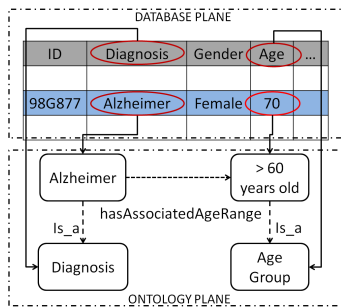 DATABASE PLANE
ID Diagnosis Gender Age ...
98G877 Alzheimer Female 70
Alzheimer
> 60
years old
hasAssociatedAgeRange
Is_a Is_a
Diagnosis
Age
Group
ONTOLOGY PLANE